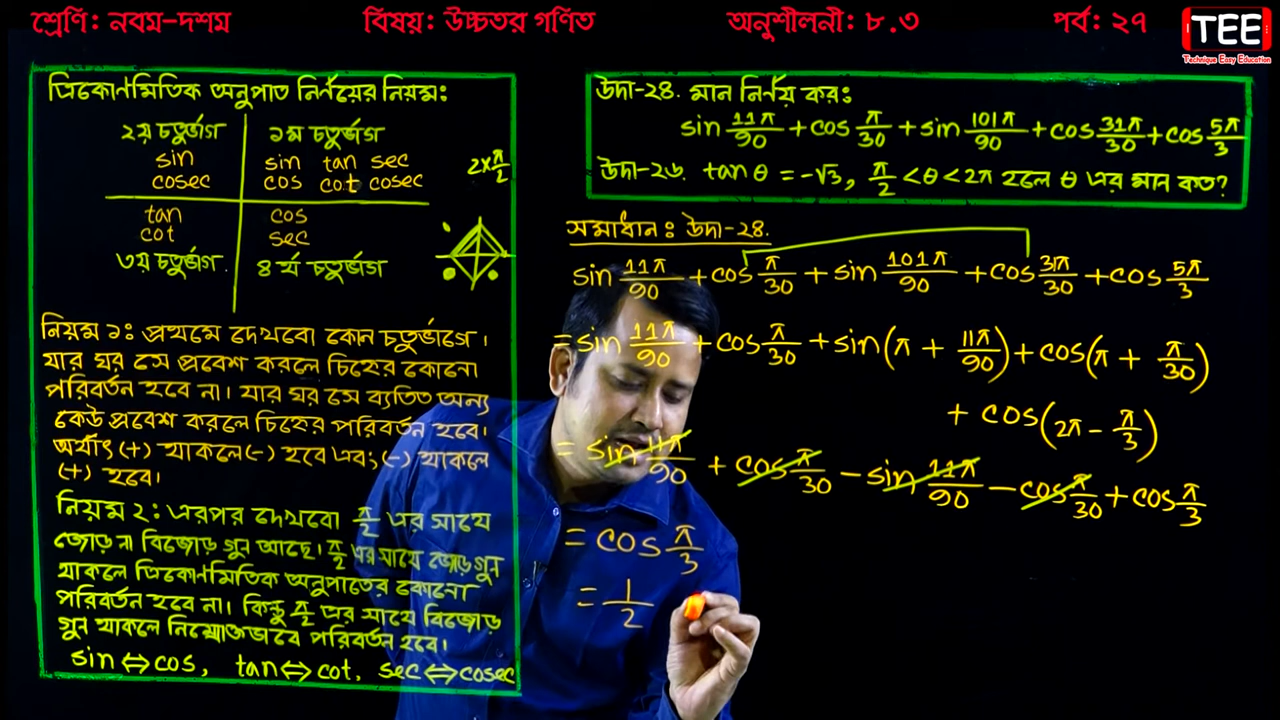 শ্রেণি: নবম-দশম বিষয়: উচ্চতর গণিত অনুশীলনী: ৮.৩ পর্ব: ২৭
TEE
Technique Easy Education
ত্রিকোণমিতিক অনুপাত নির্ণয়ের নিয়ম:
২য় চতুর্ভাগ ১ম চতুর্ভাগ
sin sin tan sec
cosec cos cot cosec
2×π/2
tan cos
cot sec
৩য় চতুর্ভাগ ৪র্থ চতুর্ভাগ
নিয়ম ১: প্রথমে দেখবো কোন চতুর্ভাগে।
যার ঘর সে প্রবেশ করলে চিহ্নের কোনো
পরিবর্তন হবে না। যার ঘর সে ব্যতিত অন্য
কেউ প্রবেশ করলে চিহ্নের পরিবর্তন হবে।
অর্থাৎ (+) থাকলে (-) হবে এবং (-) থাকলে
(+) হবে।
নিয়ম ২: এরপর দেখবো π/2 এর সাথে
জোড় না বিজোড় গুন আছে। π/2 এর সাথে জোড় গুন
থাকলে ত্রিকোণমিতিক অনুপাতের কোনো
পরিবর্তন হবে না। কিন্তু π/2 এর সাথে বিজোড়
গুন থাকলে নিম্মোক্তভাবে পরিবর্তন হবে।
sin ⇔ cos, tan ⇔ cot, sec ⇔ cosec
উদা-২৪. মান নির্ণয় কর:
sin 11π/90 + cos π/30 + sin 101π/90 + cos 31π/30 + cos 5π/3
উদা-২৬. tan θ = -√3, π/2 < θ < 2π হলে θ এর মান কত?
সমাধান: উদা-২৪.
sin 11π/90 + cos π/30 + sin 101π/90 + cos 31π/30 + cos 5π/3
= sin 11π/90 + cos π/30 + sin(π + 11π/90) + cos(π + π/30)
+ cos(2π - π/3)
= sin 11π/90 + cos π/30 - sin 11π/90 - cos π/30 + cos π/3
= cos π/3
= 1/2